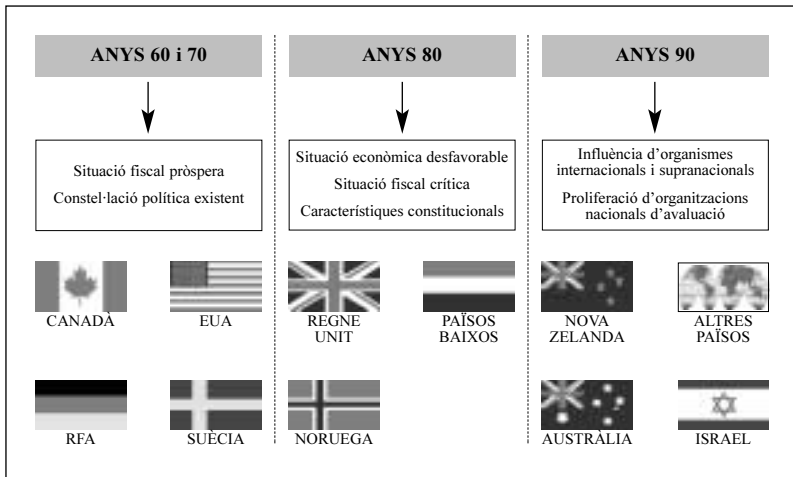 ANYS 60 i 70
Situació fiscal pròspera
Constel·lació política existent
CANADÀ
EUA
RFA
SUÈCIA
ANYS 80
Situació econòmica desfavorable
Situació fiscal crítica
Característiques constitucionals
REGNE
UNIT
PAÏSOS
BAIXOS
NORUEGA
ANYS 90
Influència d'organismes
internacionals i supranacionals
Proliferació d'organitzacions
nacionals d'avaluació
NOVA
ZELANDA
ALTRES
PAÏSOS
AUSTRÀLIA
ISRAEL